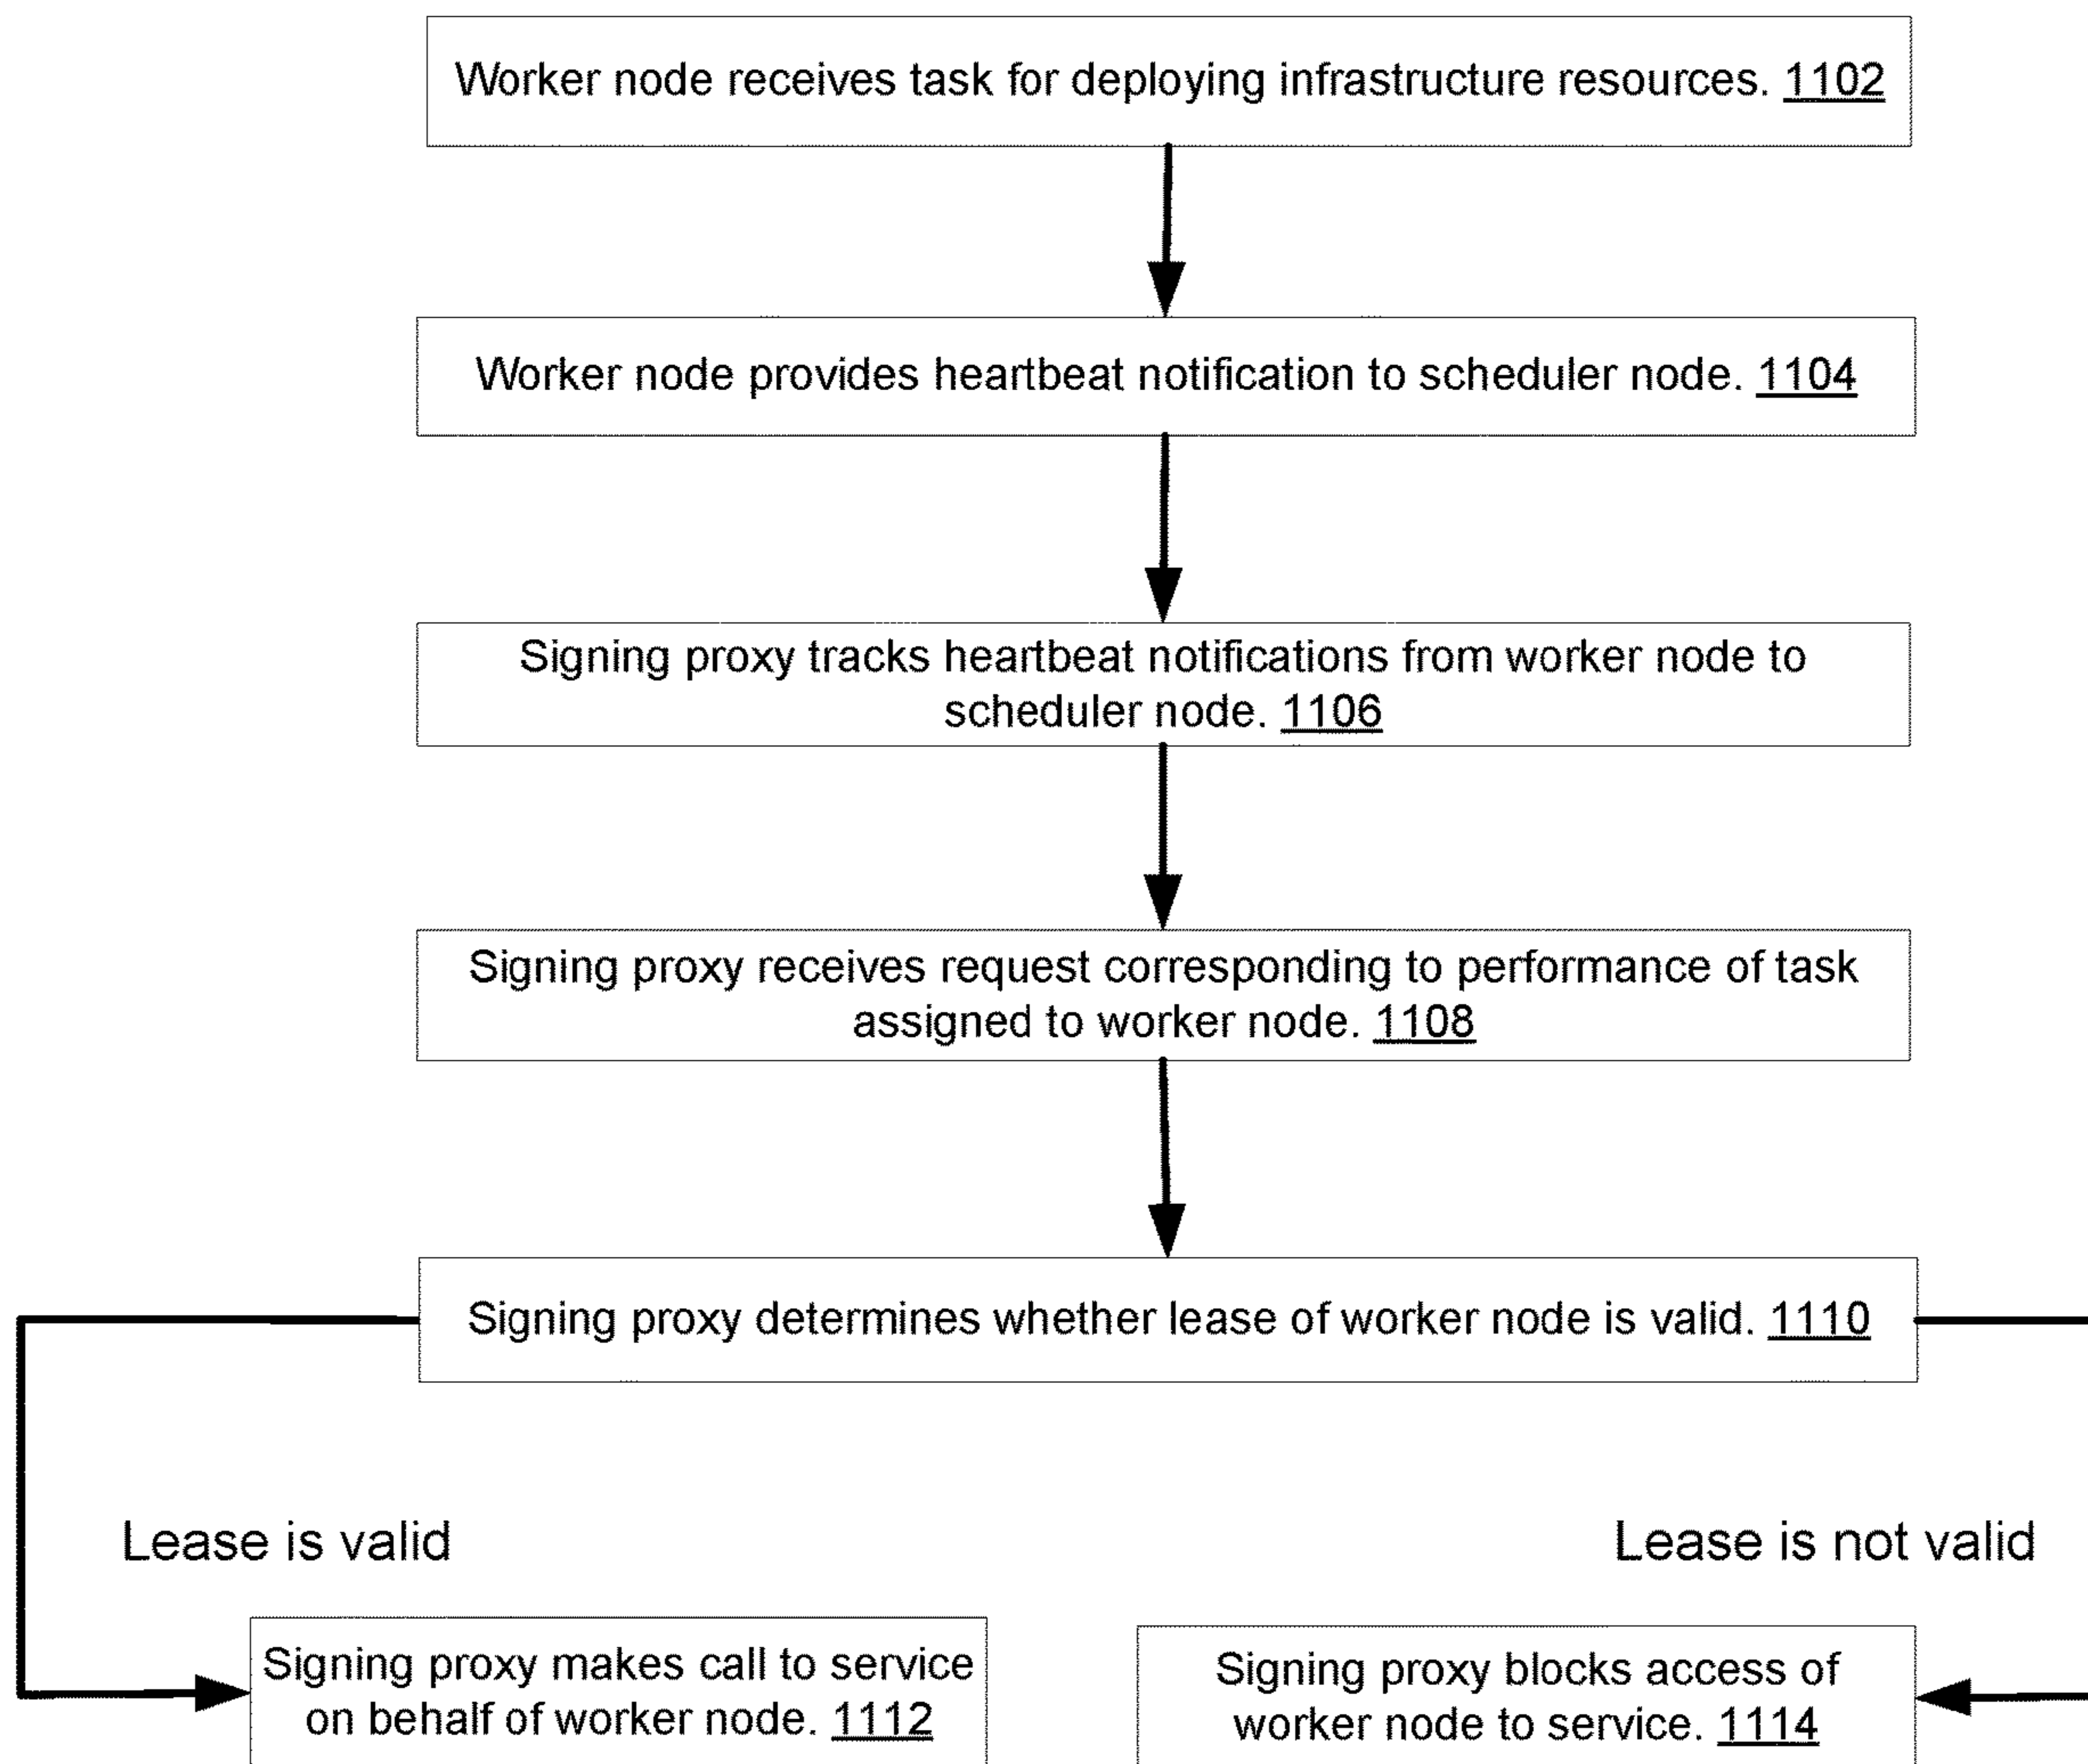 Worker node receives task for deploying infrastructure resources. 1102
Worker node provides heartbeat notification to scheduler node. 1104
Signing proxy tracks heartbeat notifications from worker node to
scheduler node. 1106
Signing proxy receives request corresponding to performance of task
assigned to worker node. 1108
Signing proxy determines whether lease of worker node is valid. 1110
Lease is valid
Lease is not valid
Signing proxy makes call to service
on behalf of worker node. 1112
Signing proxy blocks access of
worker node to service. 1114